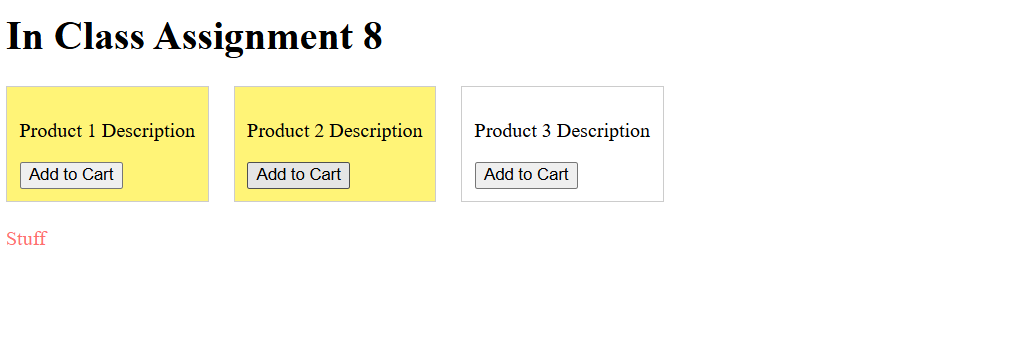 In Class Assignment 8
Product 1 Description
Add to Cart
Product 2 Description
Add to Cart
Product 3 Description
Add to Cart
Stuff